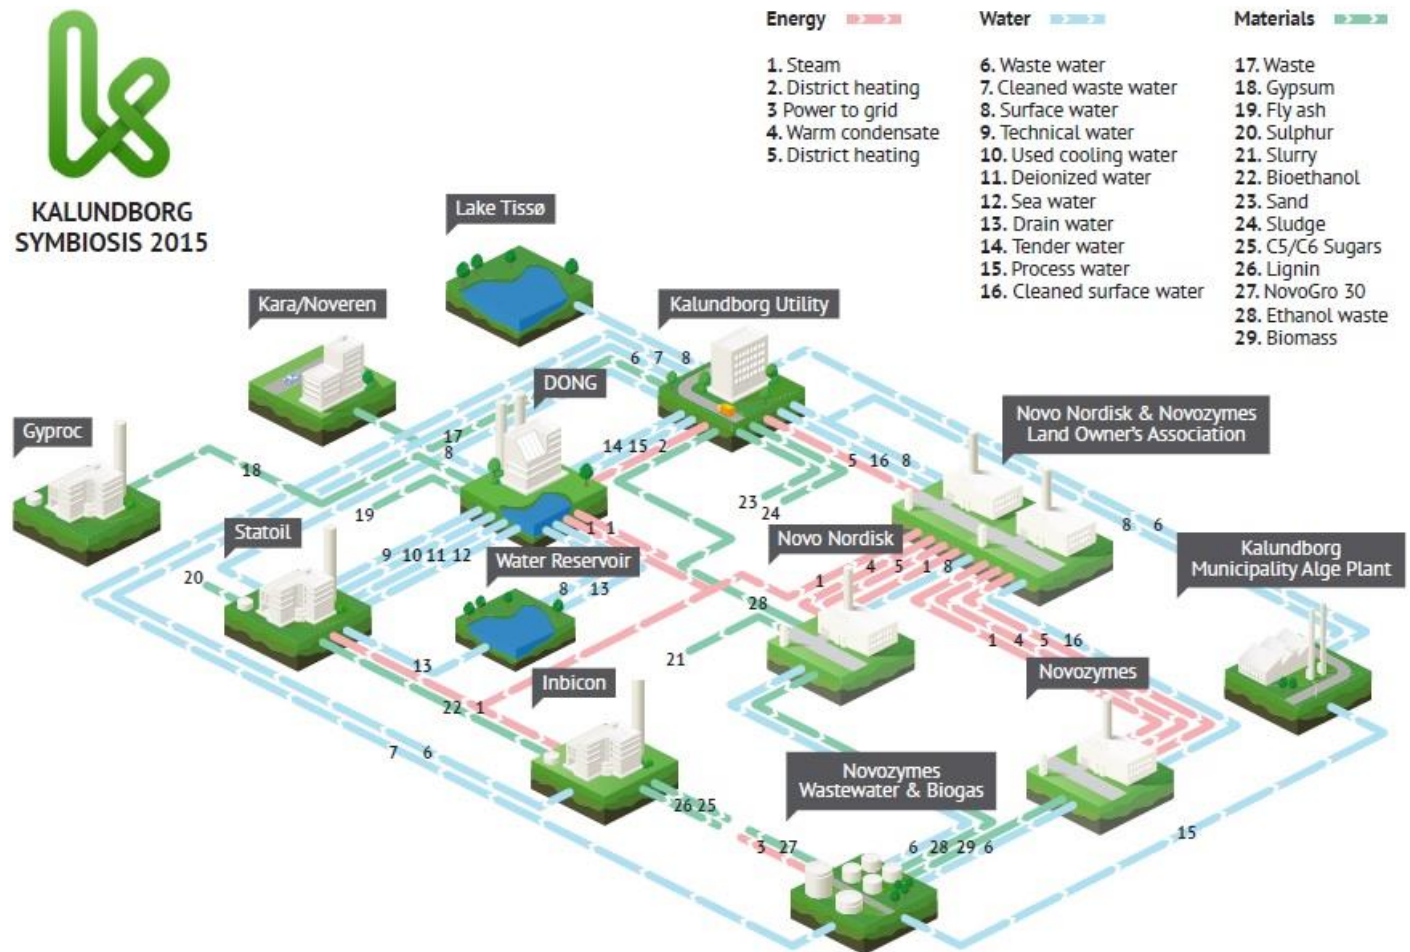 KALUNDBORG
SYMBIOSIS 2015
Energy
1. Steam
2. District heating
3 Power to grid
4. Warm condensate
5. District heating
Water
6. Waste water
7. Cleaned waste water
8. Surface water
9. Technical water
10. Used cooling water
11. Deionized water
12. Sea water
13. Drain water
14. Tender water
15. Process water
16. Cleaned surface water
Materials
17. Waste
18. Gypsum
19. Fly ash
20. Sulphur
21. Slurry
22. Bioethanol
23. Sand
24. Sludge
25. C5/C6 Sugars
26. Lignin
27. NovoGro 30
28. Ethanol waste
29. Biomass
Lake Tissø
Kara/Noveren
Kalundborg Utility
6 7 8
DONG
Novo Nordisk & Novozymes
Land Owner's Association
Gyproc
17
8
14 15 2
5 16 8
18
23
24
19
8 6
Statoil
1 1
Novo Nordisk
Kalundborg
Municipality Alge Plant
9 10 11 12
Water Reservoir
20
8 13
1 4 5 1 8
28
1 4 5 16
21
13
Inbicon
Novozymes
22 1
7 6
Novozymes
Wastewater & Biogas
26 25
15
3 27
6 28 29 6